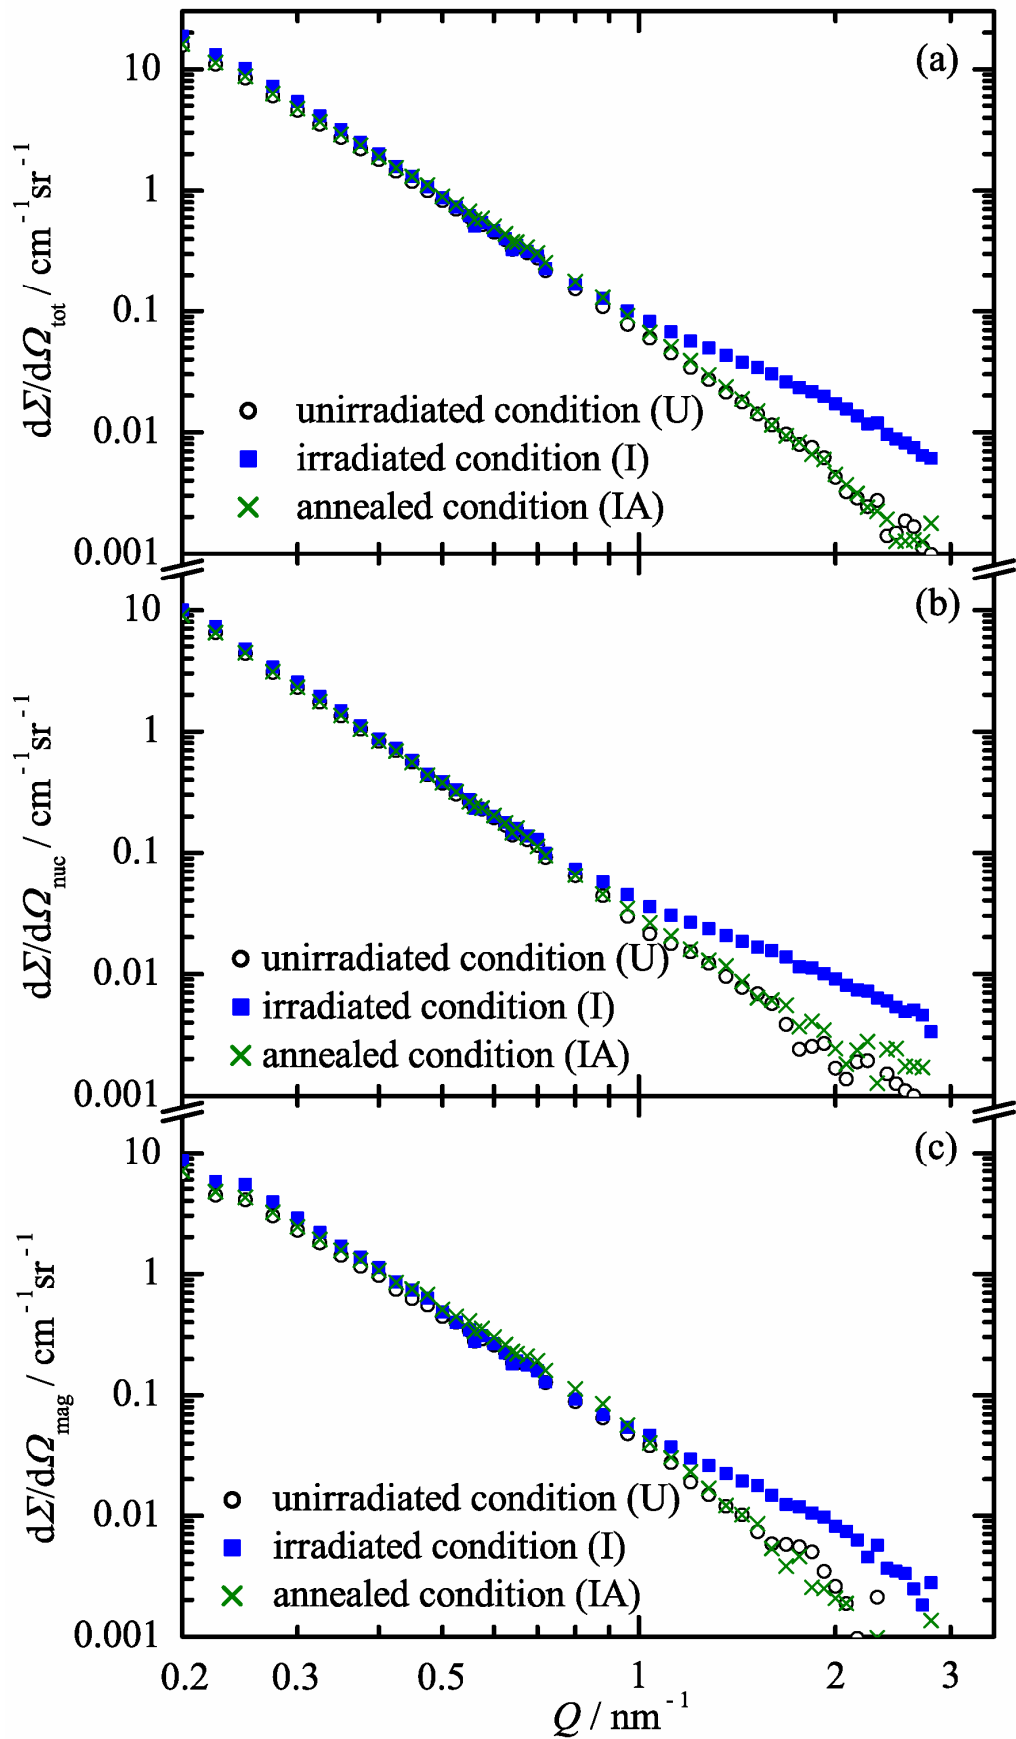 (a)
10
1
0.1
0.01
0.001
dΣ/dΩtot / cm⁻¹sr⁻¹
unirradiated condition (U)
irradiated condition (I)
annealed condition (IA)
(b)
10
1
0.1
0.01
0.001
dΣ/dΩnuc / cm⁻¹sr⁻¹
unirradiated condition (U)
irradiated condition (I)
annealed condition (IA)
(c)
10
1
0.1
0.01
0.001
dΣ/dΩmag / cm⁻¹sr⁻¹
unirradiated condition (U)
irradiated condition (I)
annealed condition (IA)
0.2 0.3 0.5 1 2 3
Q / nm⁻¹